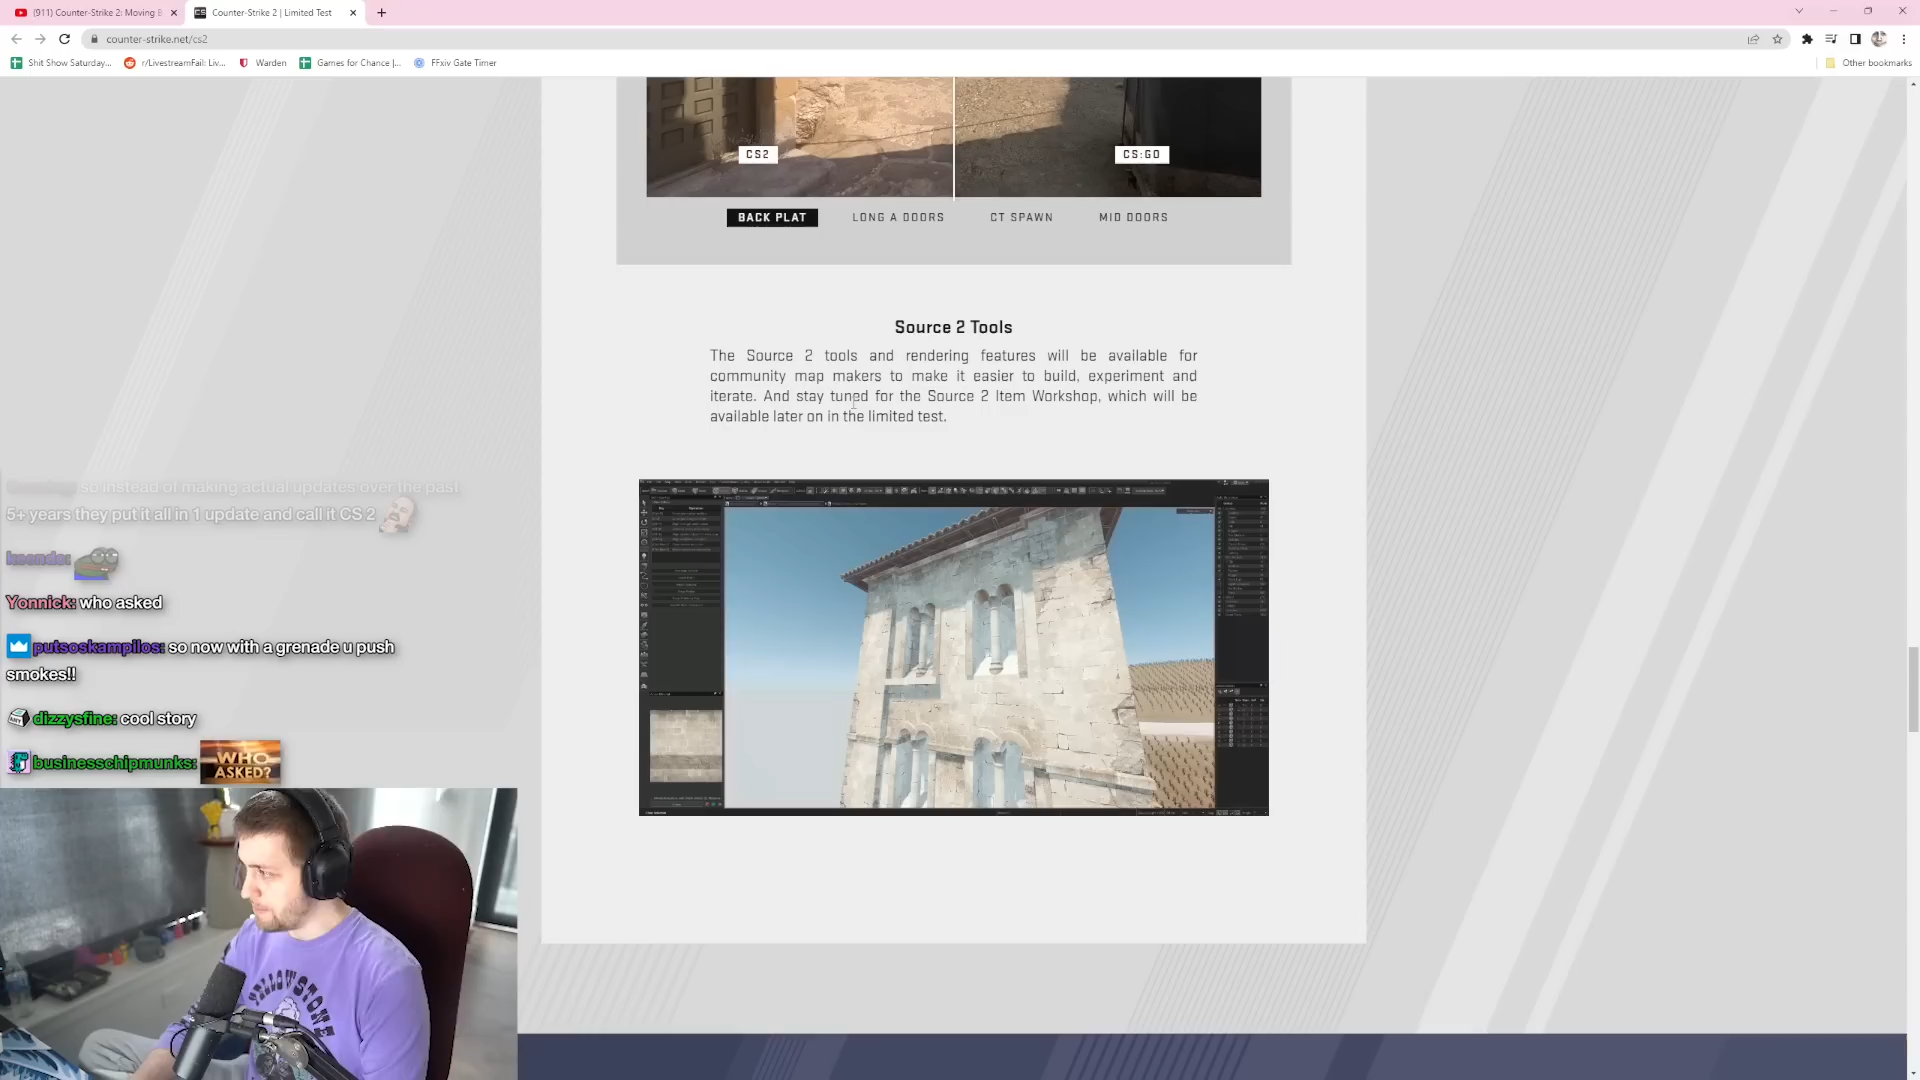 (911) Counter-Strike 2: Moving B
Counter-Strike 2 | Limited Test
counter-strike.net/cs2
Shit Show Saturday...
r/LivestreamFail: Liv...
Warden
Games for Chance |...
FFxiv Gate Timer
Other bookmarks
CS2
CS:GO
BACK PLAT
LONG A DOORS
CT SPAWN
MID DOORS
Source 2 Tools
The Source 2 tools and rendering features will be available for
community map makers to make it easier to build, experiment and
iterate. And stay tuned for the Source 2 Item Workshop, which will be
available later on in the limited test.
so instead of making actual updates over the past
5+ years they put it all in 1 update and call it CS 2
Yonnick: who asked
putsoskampilos: so now with a grenade u push
smokes!!
dizzysfine: cool story
businesschipmunks: WHO
ASKED?
YELLOWSTONE